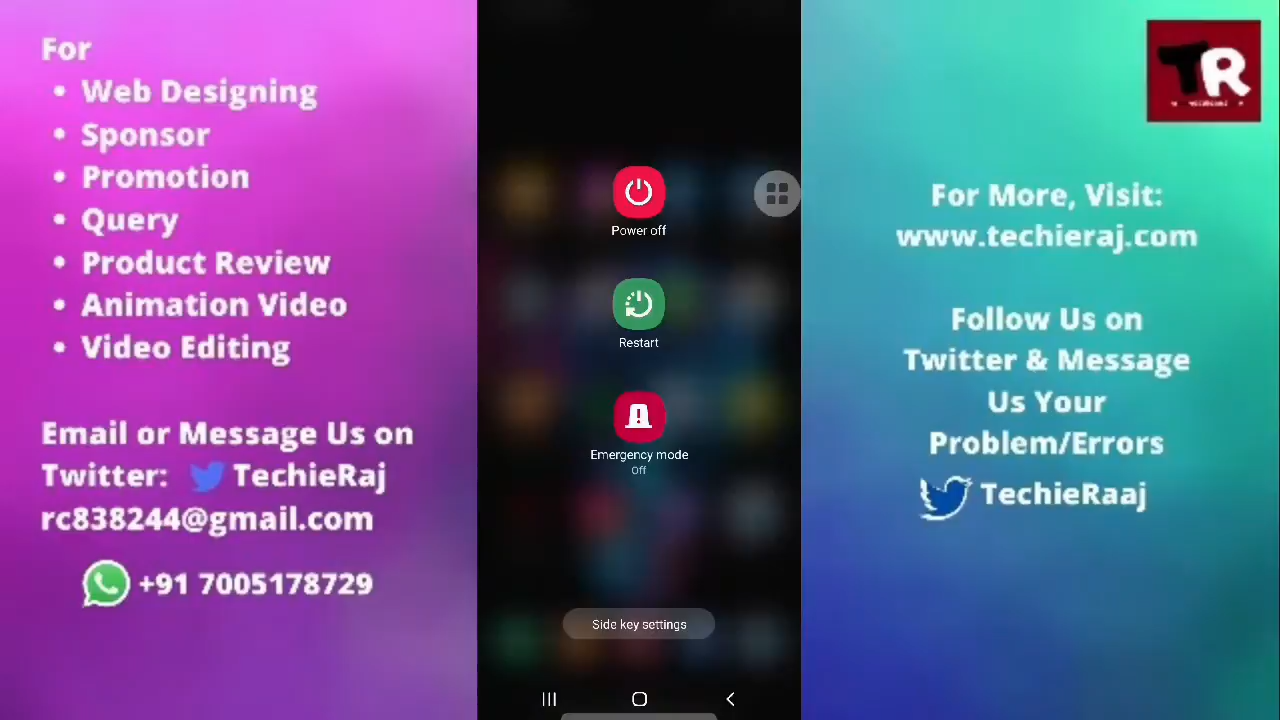 For
• Web Designing
• Sponsor
• Promotion
• Query
• Product Review
• Animation Video
• Video Editing
Email or Message Us on
Twitter: TechieRaj
rc838244@gmail.com
+91 7005178729
Power off
Restart
Emergency mode
Off
Side key settings
TR
For More, Visit:
www.techieraj.com
Follow Us on
Twitter & Message
Us Your
Problem/Errors
TechieRaaj